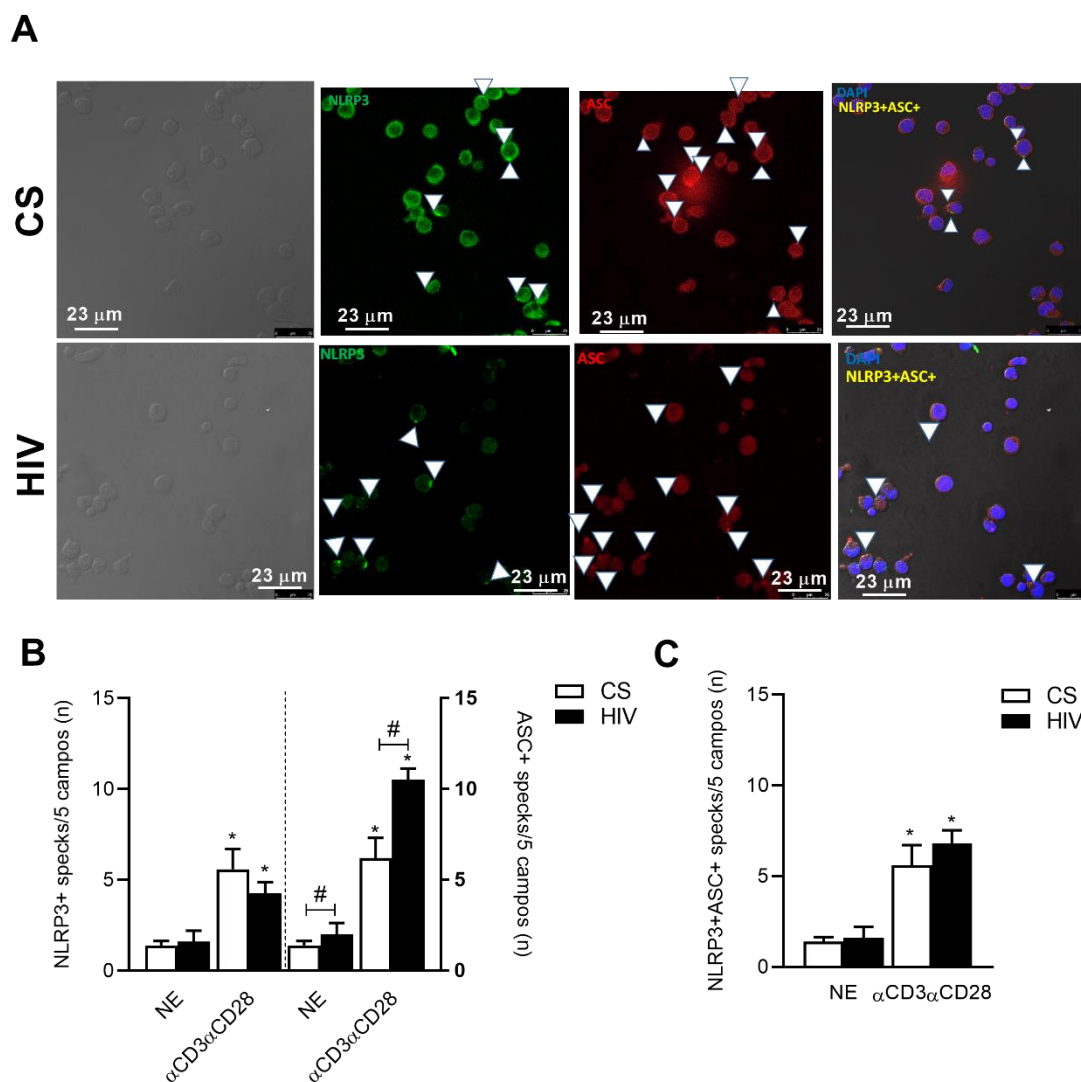 A
CS
NLRP3
ASC
DAPI
NLRP3+ASC+
23 μm
23 μm
23 μm
23 μm
HIV
NLRP3
ASC
DAPI
NLRP3+ASC+
23 μm
23 μm
23 μm
23 μm
B
NLRP3+ specks/5 campos (n)
15
10
5
0
NE
αCD3αCD28
NE
αCD3αCD28
15
10
5
0
ASC+ specks/5 campos (n)
* * # * # *
CS
HIV
C
NLRP3+ASC+ specks/5 campos (n)
15
10
5
0
* *
NE αCD3αCD28
CS
HIV